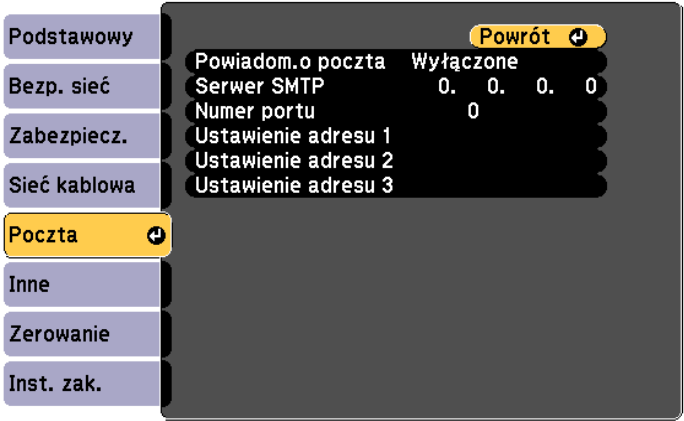 Podstawowy
Bezp. sieć
Zabezpiecz.
Sieć kablowa
Poczta
Inne
Zerowanie
Inst. zak.
Powrót
Powiadom.o poczta Wyłączone
Serwer SMTP 0. 0. 0. 0
Numer portu 0
Ustawienie adresu 1
Ustawienie adresu 2
Ustawienie adresu 3